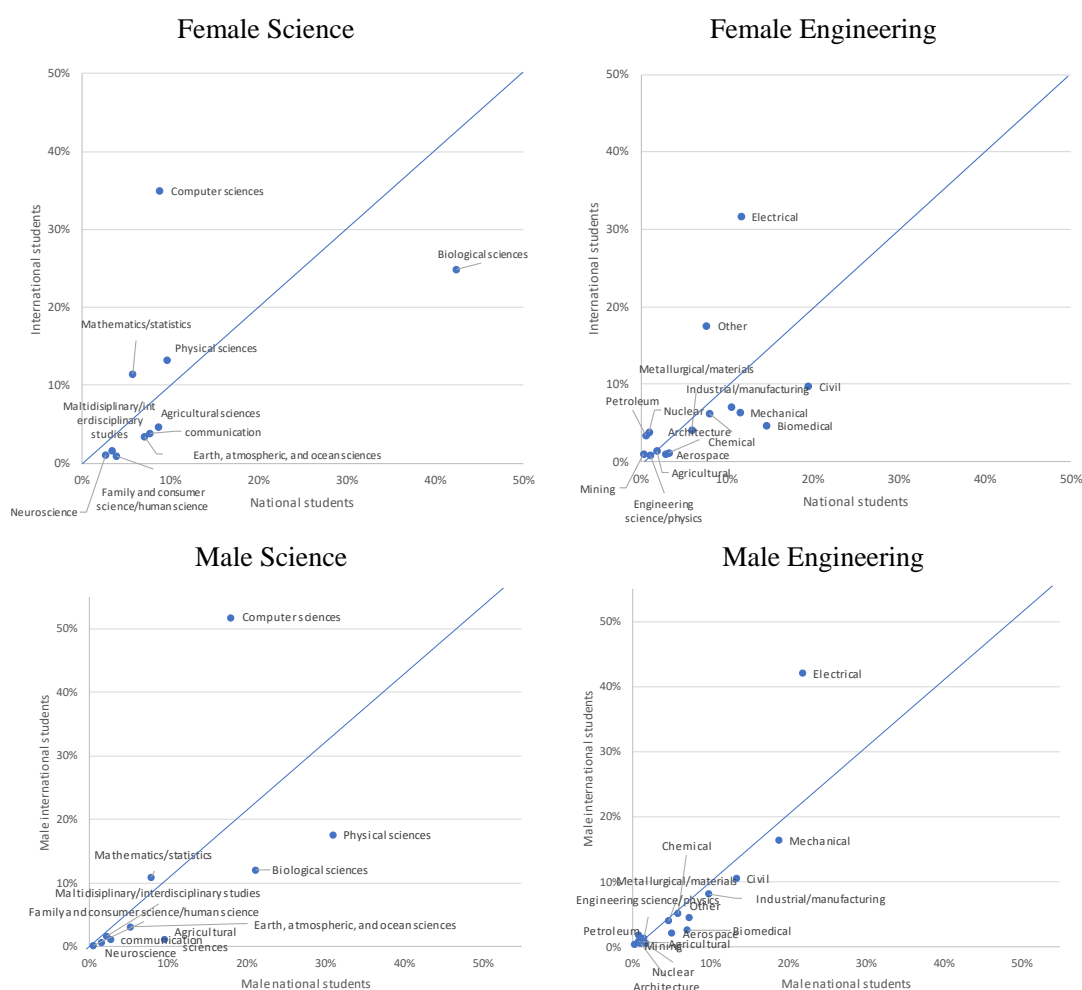 Female Science
Female Engineering
50%
40%
30%
20%
10%
0%
International students
Computer sciences
Biological sciences
Mathematics/statistics
Physical sciences
Maltidisiplinary/int
erdisciplinary
studies
Agricultural sciences
communication
Earth, atmospheric, and ocean sciences
Family and consumer
science/human science
Neuroscience
0% 10% 20% 30% 40% 50%
National students
50%
40%
30%
20%
10%
0%
International students
Electrical
Other
Metallurgical/materials
Industrial/manufacturing
Civil
Petroleum
Nuclear
Mechanical
Architecture
Biomedical
Chemical
Aerospace
Agricultural
Mining
Engineering
science/physics
0% 10% 20% 30% 40% 50%
National students
Male Science
Male Engineering
50%
40%
30%
20%
10%
0%
Male international students
Computer sciences
Physical sciences
Mathematics/statistics
Biological sciences
Maltidisiplinary/interdisciplinary studies
Family and consumer science/human science
Earth, atmospheric, and ocean sciences
Agricultural
sciences
communication
Neuroscience
0% 10% 20% 30% 40% 50%
Male national students
50%
40%
30%
20%
10%
0%
Male international students
Electrical
Mechanical
Chemical
Civil
Metallurgical/materials
Industrial/manufacturing
Engineering science/physics
Other
Petroleum
Aerospace
Biomedical
Mining
Agricultural
Nuclear
Architecture
0% 10% 20% 30% 40% 50%
Male national students